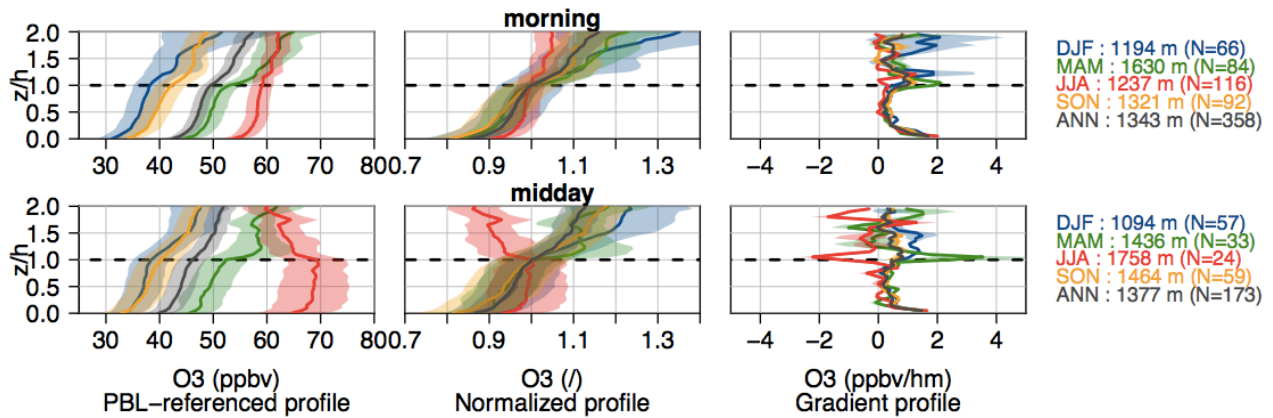 morning
z/h
2.0
1.5
1.0
0.5
0.0
30 40 50 60 70 0.7 0.9 1.1 1.3 −4 −2 0 2 4
DJF : 1194 m (N=66)
MAM : 1630 m (N=84)
JJA : 1237 m (N=116)
SON : 1321 m (N=92)
ANN : 1343 m (N=358)
midday
z/h
2.0
1.5
1.0
0.5
0.0
30 40 50 60 70 800.7 0.9 1.1 1.3 −4 −2 0 2 4
DJF : 1094 m (N=57)
MAM : 1436 m (N=33)
JJA : 1758 m (N=24)
SON : 1464 m (N=59)
ANN : 1377 m (N=173)
O3 (ppbv) O3 (/) O3 (ppbv/hm)
PBL−referenced profile Normalized profile Gradient profile